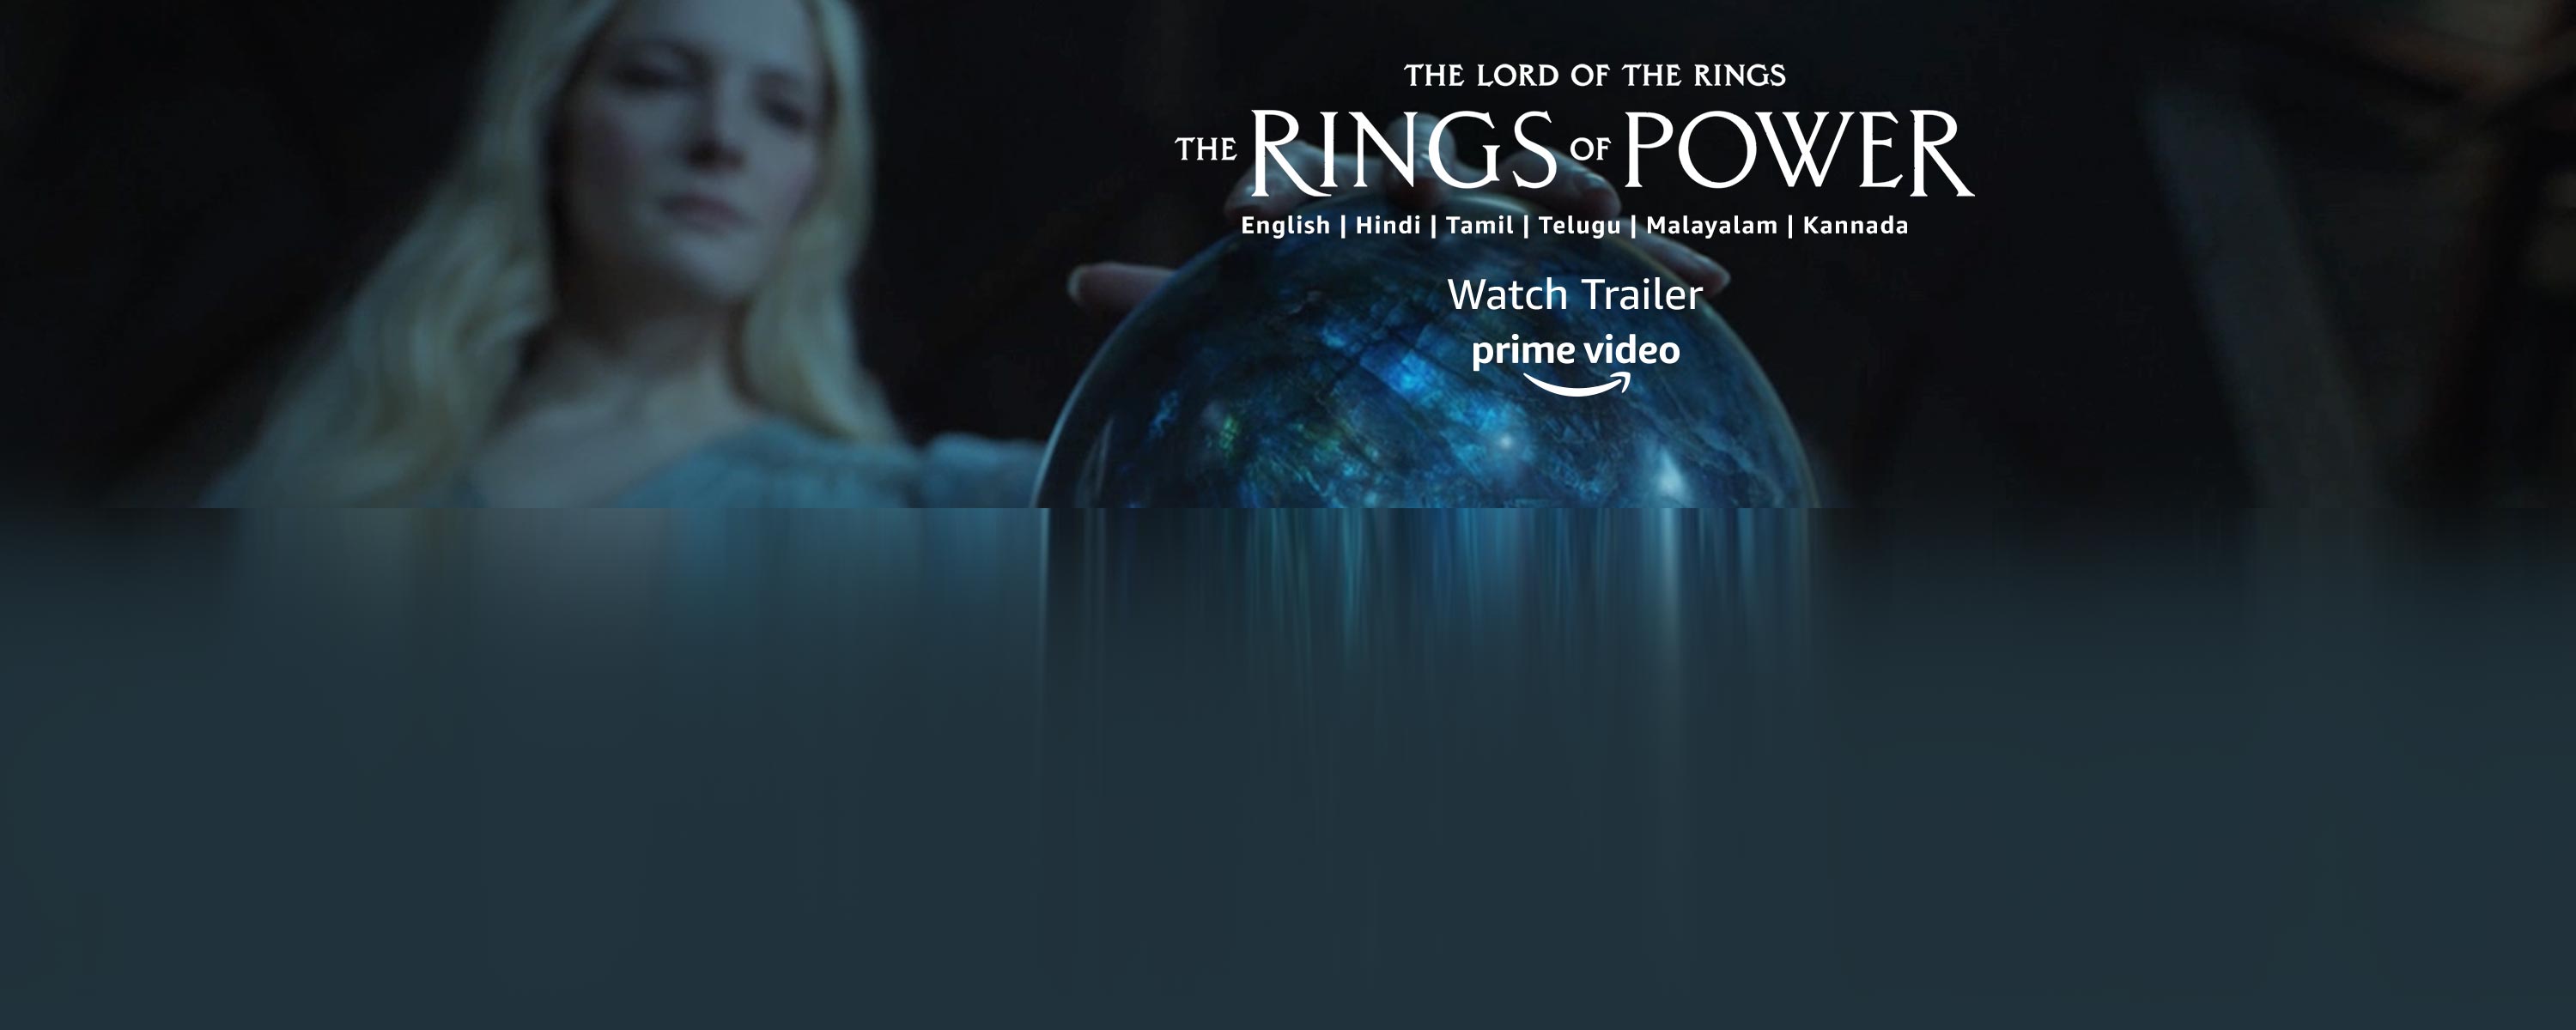 THE LORD OF THE RINGS
THE RINGS OF POWER
English | Hindi | Tamil | Telugu | Malayalam | Kannada
Watch Trailer
prime video